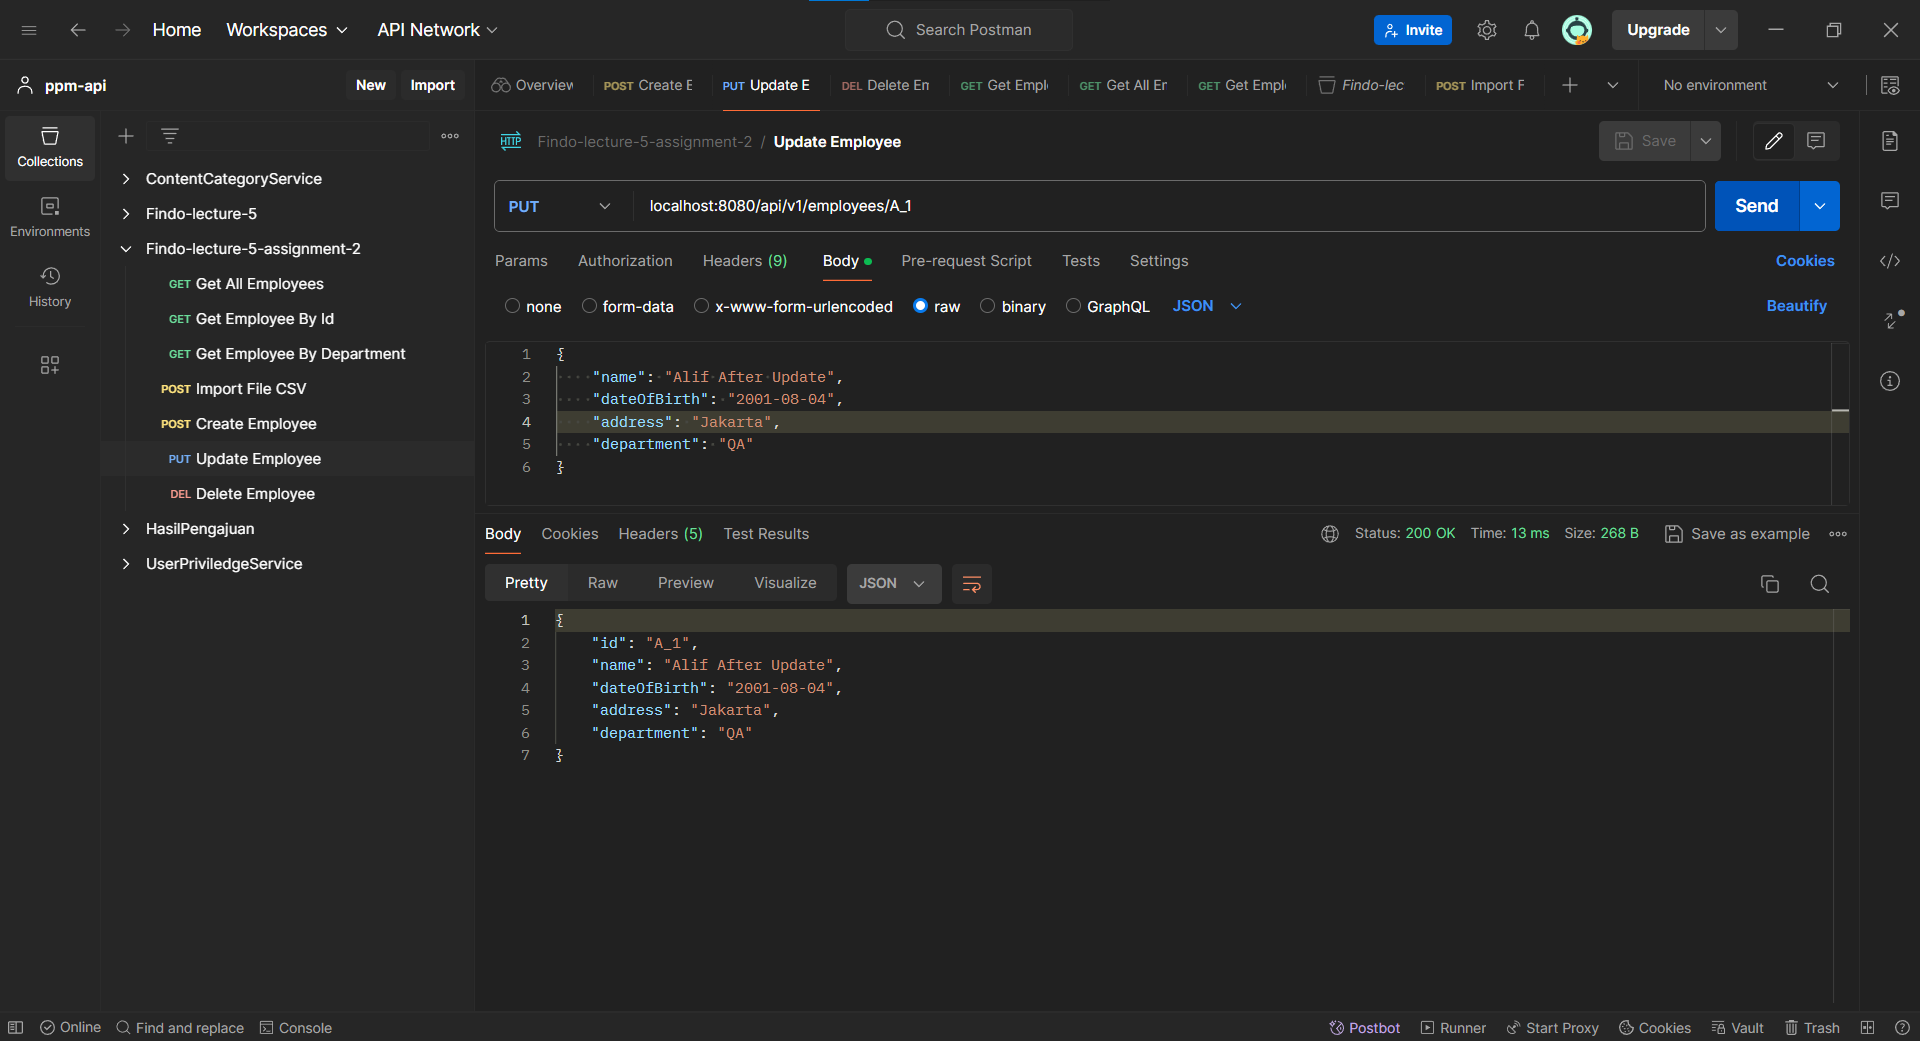 Home Workspaces API Network Search Postman Invite Upgrade
ppm-api New Import Overview POST Create E PUT Update E DEL Delete Em GET Get Empl GET Get All Er GET Get Empl Findo-lec POST Import F No environment
Collections
Environments
History
ContentCategoryService
Findo-lecture-5
Findo-lecture-5-assignment-2
GET Get All Employees
GET Get Employee By Id
GET Get Employee By Department
POST Import File CSV
POST Create Employee
PUT Update Employee
DEL Delete Employee
HasilPengajuan
UserPriviledgeService
HTTP Findo-lecture-5-assignment-2 / Update Employee Save
PUT localhost:8080/api/v1/employees/A_1 Send
Params Authorization Headers (9) Body Pre-request Script Tests Settings Cookies
none form-data x-www-form-urlencoded raw binary GraphQL JSON Beautify
1 {
2 "name": "Alif After Update",
3 "dateOfBirth": "2001-08-04",
4 "address": "Jakarta",
5 "department": "QA"
6 }
Body Cookies Headers (5) Test Results Status: 200 OK Time: 13 ms Size: 268 B Save as example
Pretty Raw Preview Visualize JSON
1 {
2 "id": "A_1",
3 "name": "Alif After Update",
4 "dateOfBirth": "2001-08-04",
5 "address": "Jakarta",
6 "department": "QA"
7 }
Online Find and replace Console Postbot Runner Start Proxy Cookies Vault Trash